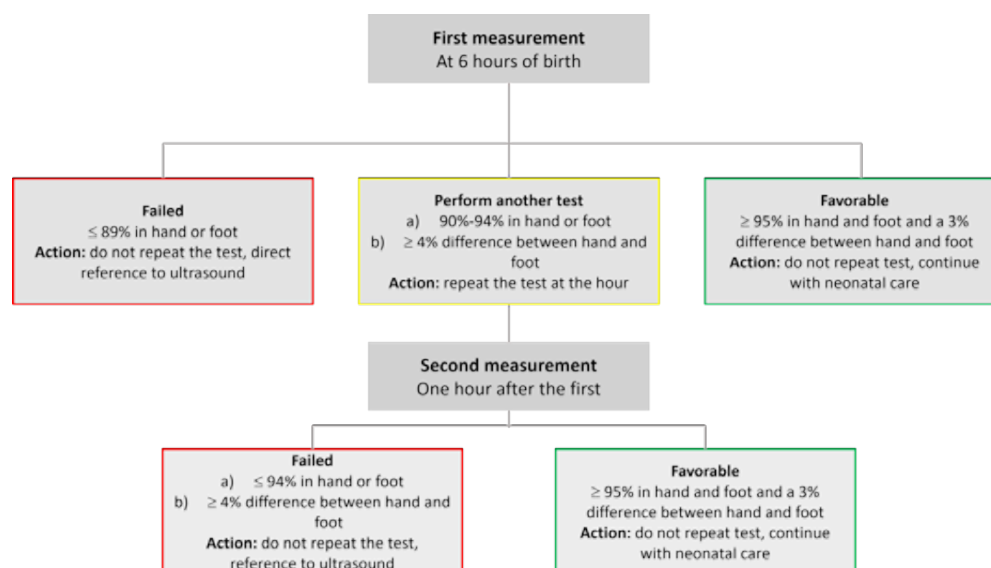 First measurement
At 6 hours of birth
Failed
≤ 89% in hand or foot
Action: do not repeat the test, direct
reference to ultrasound
Perform another test
a) 90%-94% in hand or foot
b) ≥ 4% difference between hand and
foot
Action: repeat the test at the hour
Favorable
≥ 95% in hand and foot and a 3%
difference between hand and foot
Action: do not repeat test, continue
with neonatal care
Second measurement
One hour after the first
Failed
a) ≤ 94% in hand or foot
b) ≥ 4% difference between hand and
foot
Action: do not repeat the test,
reference to ultrasound
Favorable
≥ 95% in hand and foot and a 3%
difference between hand and foot
Action: do not repeat test, continue
with neonatal care